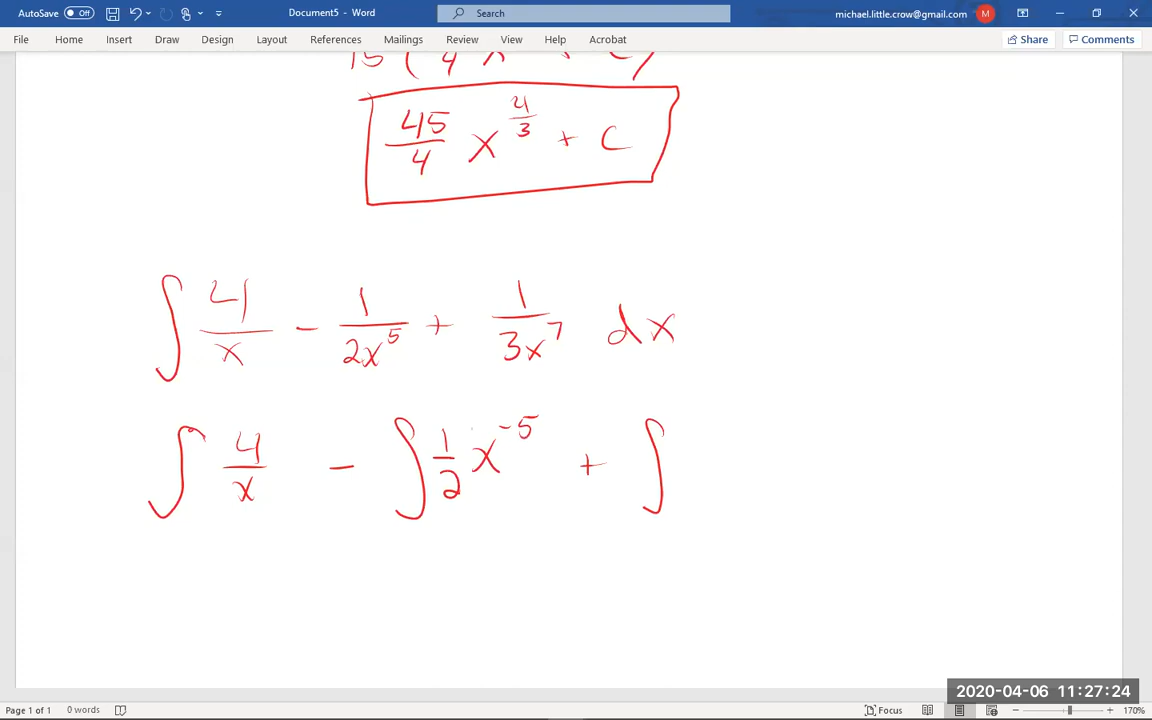 AutoSave Off Document5 - Word Search michael.little.crow@gmail.com M
File Home Insert Draw Design Layout References Mailings Review View Help Acrobat Share Comments
15 ( 4 )
45/4 x^(4/3) + C
∫ 4/x - 1/(2x^5) + 1/(3x^7) dx
∫ 4/x - ∫ 1/2 x^-5 + ∫
2020-04-06 11:27:24
Page 1 of 1 0 words Focus 170%